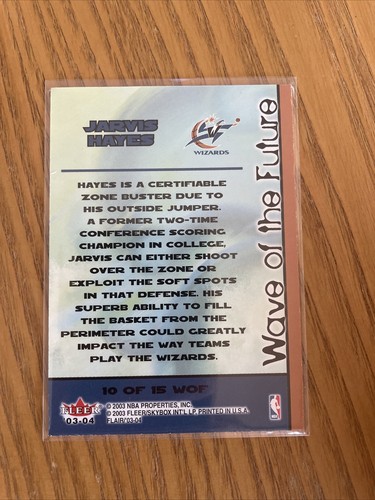 JARVIS
HAYES
WIZARDS
HAYES IS A CERTIFIABLE
ZONE BUSTER DUE TO
HIS OUTSIDE JUMPER.
A FORMER TWO-TIME
CONFERENCE SCORING
CHAMPION IN COLLEGE,
JARVIS CAN EITHER SHOOT
OVER THE ZONE OR
EXPLOIT THE SOFT SPOTS
IN THAT DEFENSE. HIS
SUPERB ABILITY TO FILL
THE BASKET FROM THE
PERIMETER COULD GREATLY
IMPACT THE WAY TEAMS
PLAY THE WIZARDS.
Wave of the Future
10 OF 15 WOF
FLEER
03-04
© 2003 NBA PROPERTIES, INC.
© 2003 FLEER/SKYBOX INT'L LP PRINTED IN U.S.A.
FLAIR '03-04
NBA